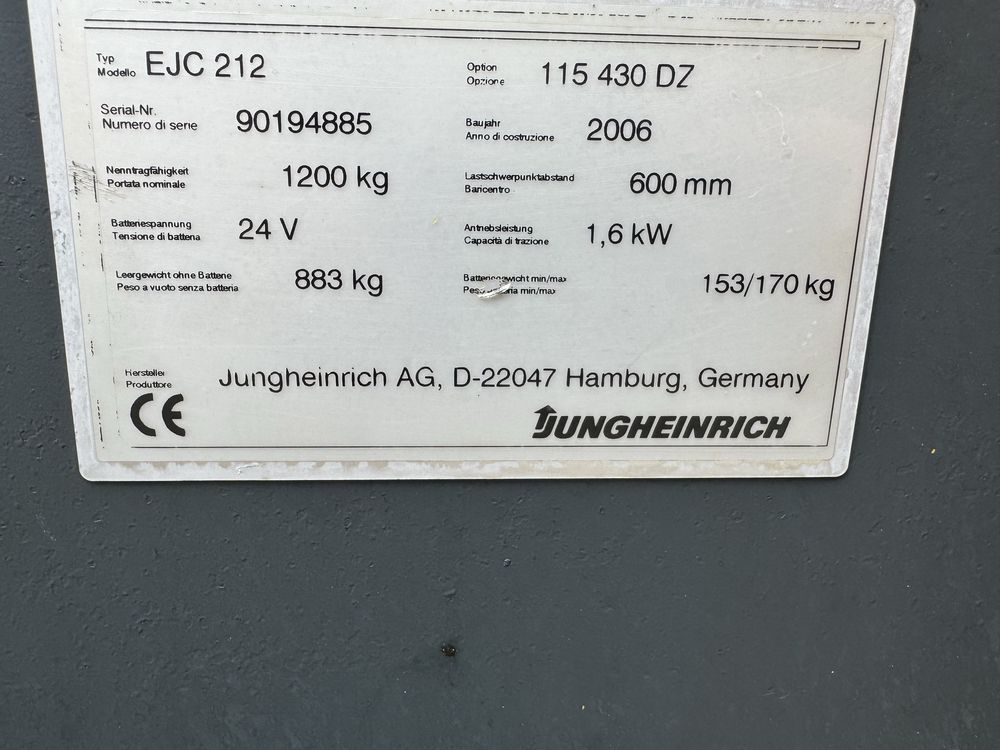 Typ
Modello EJC 212
Option
Opzione 115 430 DZ
Serial-Nr.
Numero di serie 90194885
Baujahr
Anno di costruzione 2006
Nenntragfähigkeit
Portata nominale 1200 kg
Lastschwerpunktabstand
Baricentro 600 mm
Batteriespannung
Tensione di batteria 24 V
Antriebsleistung
Capacità di trazione 1,6 kW
Leergewicht ohne Batterie
Peso a vuoto senza batteria 883 kg
Batteriegewicht min/max
Peso batteria min/max 153/170 kg
Hersteller
Produttore Jungheinrich AG, D-22047 Hamburg, Germany
CE
JUNGHEINRICH